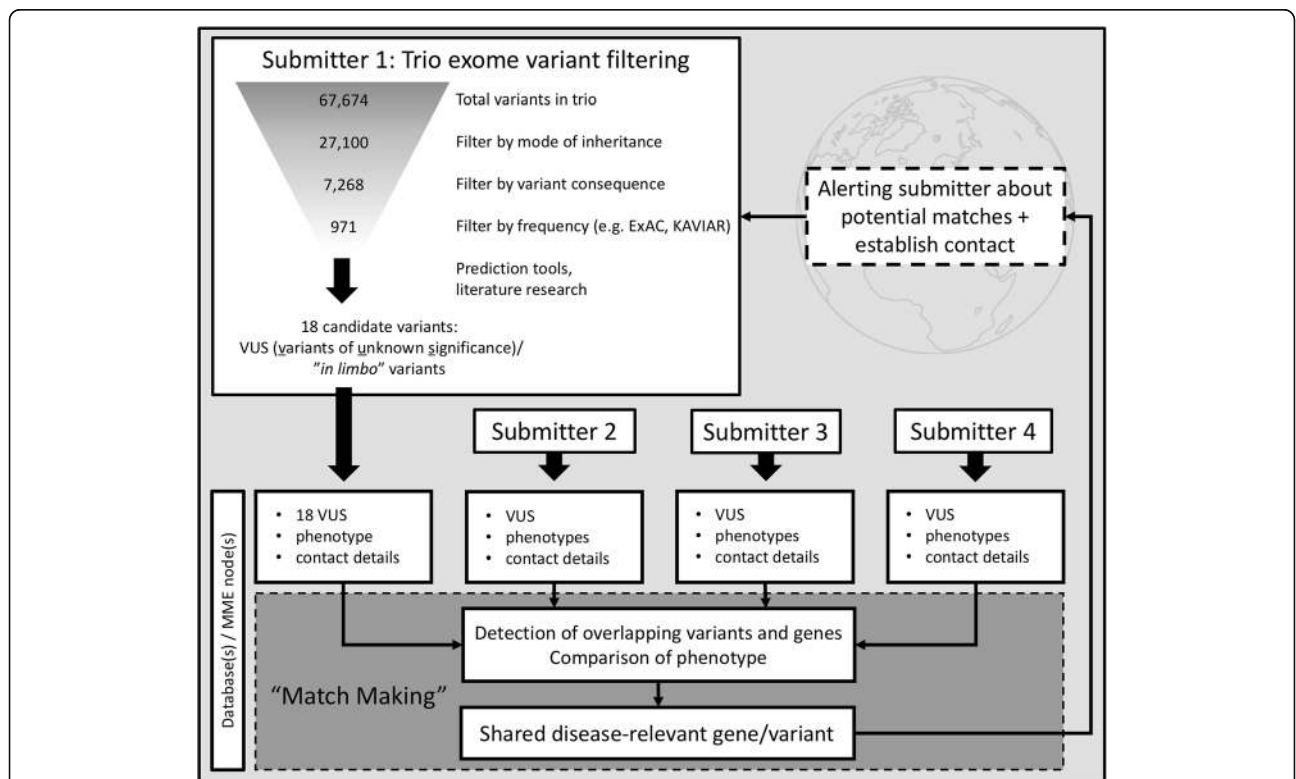 Submitter 1: Trio exome variant filtering
67,674 Total variants in trio
27,100 Filter by mode of inheritance
7,268 Filter by variant consequence
971 Filter by frequency (e.g. ExAC, KAVIAR)
Prediction tools,
literature research
18 candidate variants:
VUS (variants of unknown significance)/
"in limbo" variants
Alerting submitter about
potential matches +
establish contact
Submitter 2
Submitter 3
Submitter 4
Database(s) / MME node(s)
• 18 VUS
• phenotype
• contact details
• VUS
• phenotypes
• contact details
• VUS
• phenotypes
• contact details
• VUS
• phenotypes
• contact details
Detection of overlapping variants and genes
Comparison of phenotype
“Match Making”
Shared disease-relevant gene/variant